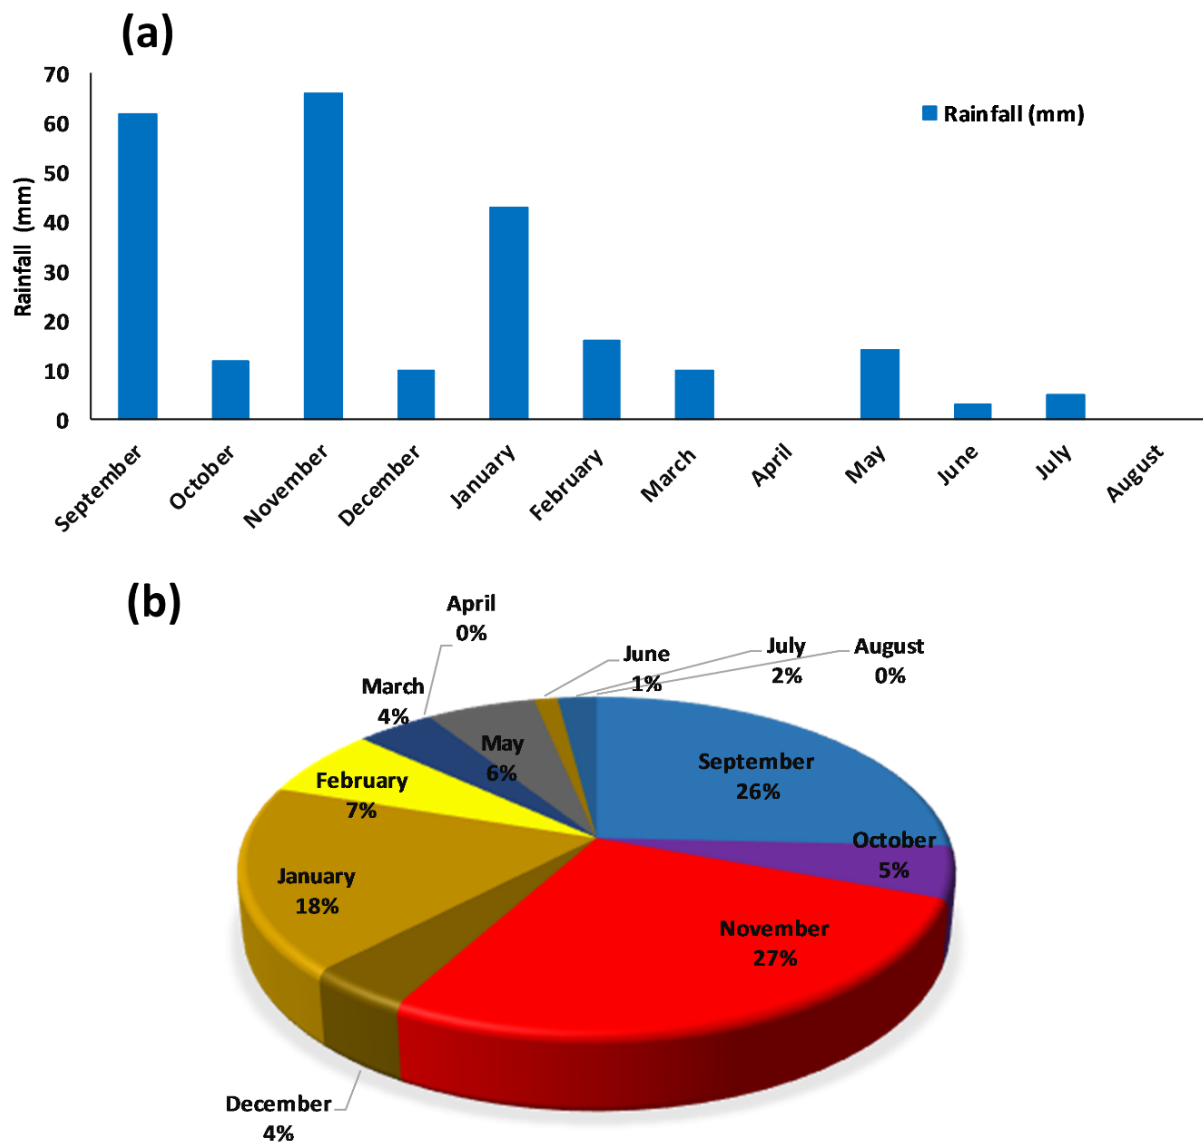 (a)
70
60
50
40
30
20
10
0
Rainfall (mm)
Rainfall (mm)
September
October
November
December
January
February
March
April
May
June
July
August
(b)
April
0%
June
1%
July
2%
August
0%
March
4%
May
6%
September
26%
February
7%
October
5%
January
18%
November
27%
December
4%